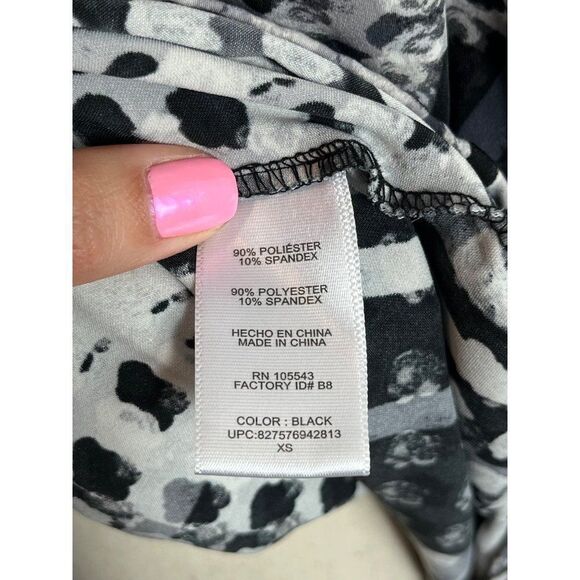 90% POLIÉSTER
10% SPANDEX
90% POLYESTER
10% SPANDEX
HECHO EN CHINA
MADE IN CHINA
RN 105543
FACTORY ID# B8
COLOR : BLACK
UPC:827576942813
XS